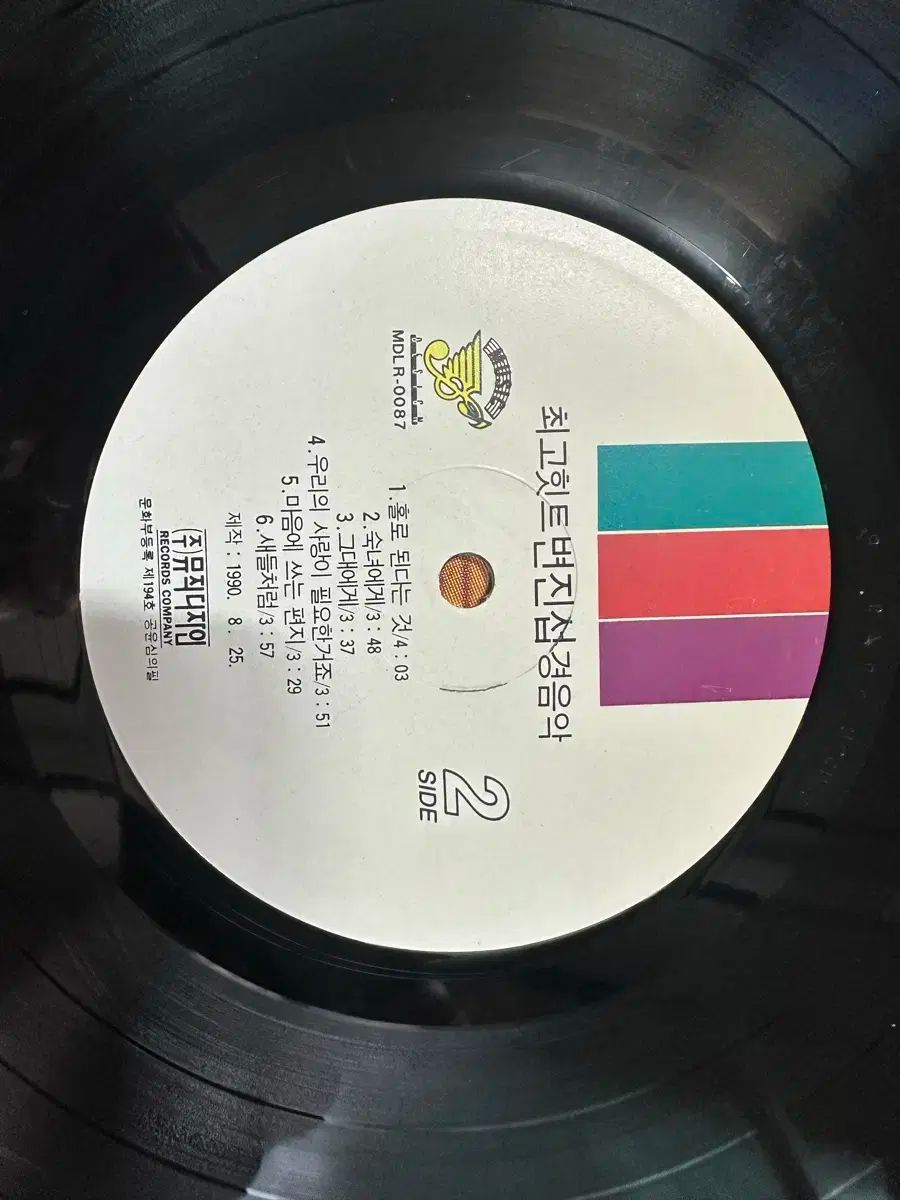 최고힛트변진섭경음악
MDLR-0087
2
SIDE
1.홀로 된다는 것/4:03
2.숙녀에게/3:48
3.그대에게/3:37
4.우리의 사랑이 필요한거죠/3:51
5.마음에 쓰는 편지/3:29
6.새들처럼/3:57
제작:1990. 8. 25.
(주)뮤직디자인
RECORDS COMPANY
문화부등록 제194호 공윤심의필